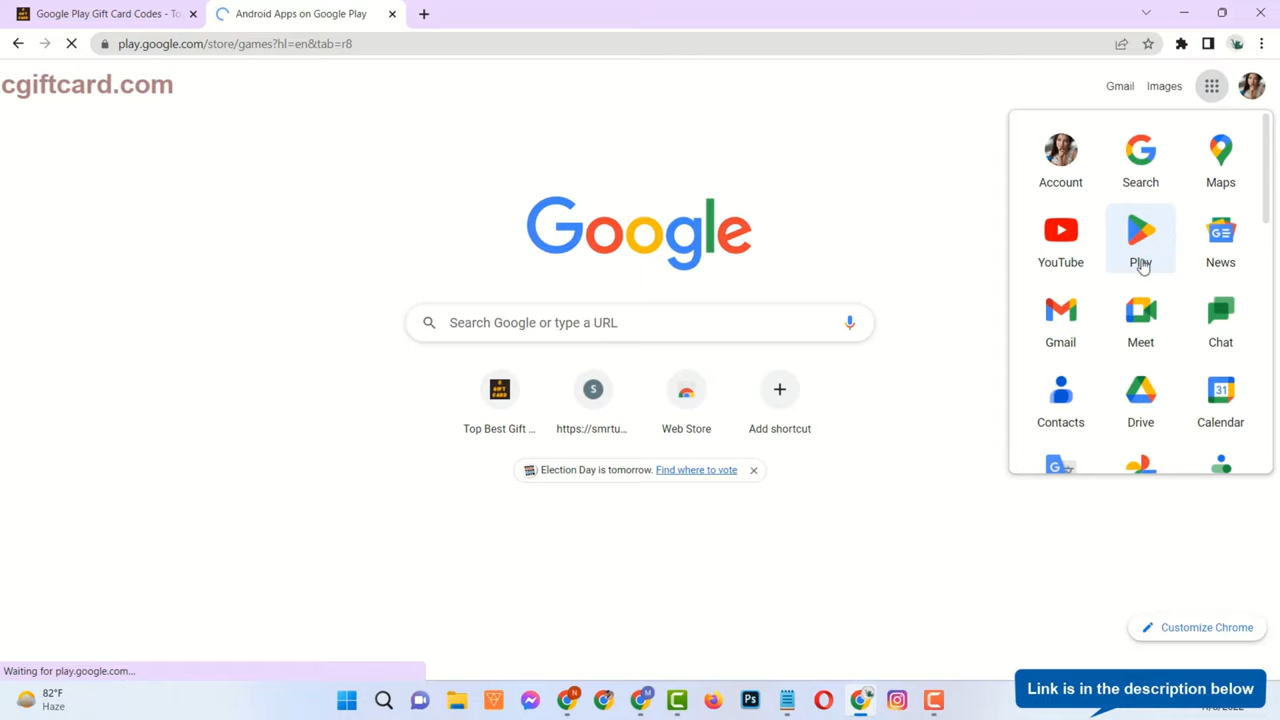 Google Play Gift Card Codes - To
Android Apps on Google Play
play.google.com/store/games?hl=en&tab=r8
cgiftcard.com
Gmail
Images
Account
Search
Maps
YouTube
Play
News
Gmail
Meet
Chat
Contacts
Drive
Calendar
Google
Search Google or type a URL
Top Best Gift ...
https://smrtu...
Web Store
Add shortcut
Election Day is tomorrow. Find where to vote
Customize Chrome
Waiting for play.google.com...
Link is in the description below
82°F
Haze